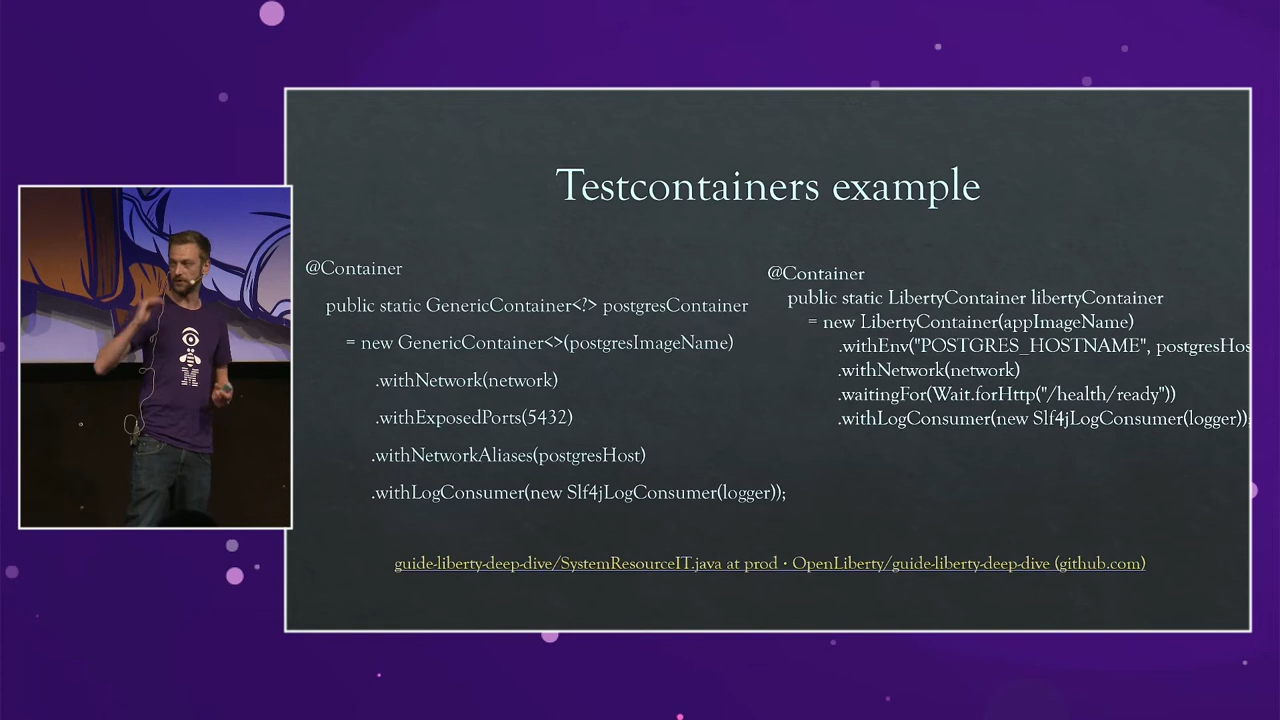 Testcontainers example
@Container
public static GenericContainer<?> postgresContainer
= new GenericContainer<>(postgresImageName)
.withNetwork(network)
.withExposedPorts(5432)
.withNetworkAliases(postgresHost)
.withLogConsumer(new Slf4jLogConsumer(logger));
@Container
public static LibertyContainer libertyContainer
= new LibertyContainer(appImageName)
.withEnv("POSTGRES_HOSTNAME", postgresHos
.withNetwork(network)
.waitingFor(Wait.forHttp("/health/ready"))
.withLogConsumer(new Slf4jLogConsumer(logger));
guide-liberty-deep-dive/SystemResourceIT.java at prod · OpenLiberty/guide-liberty-deep-dive (github.com)